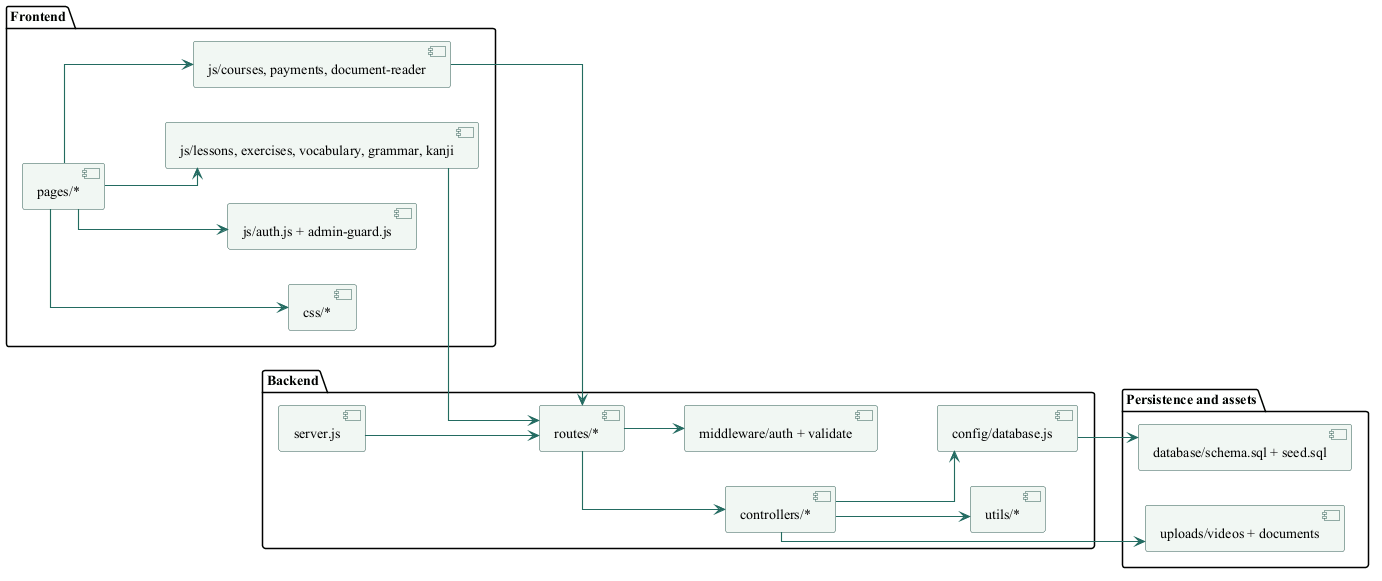 Frontend
js/courses, payments, document-reader
js/lessons, exercises, vocabulary, grammar, kanji
pages/*
js/auth.js + admin-guard.js
css/*
Backend
server.js
routes/*
middleware/auth + validate
config/database.js
controllers/*
utils/*
Persistence and assets
database/schema.sql + seed.sql
uploads/videos + documents